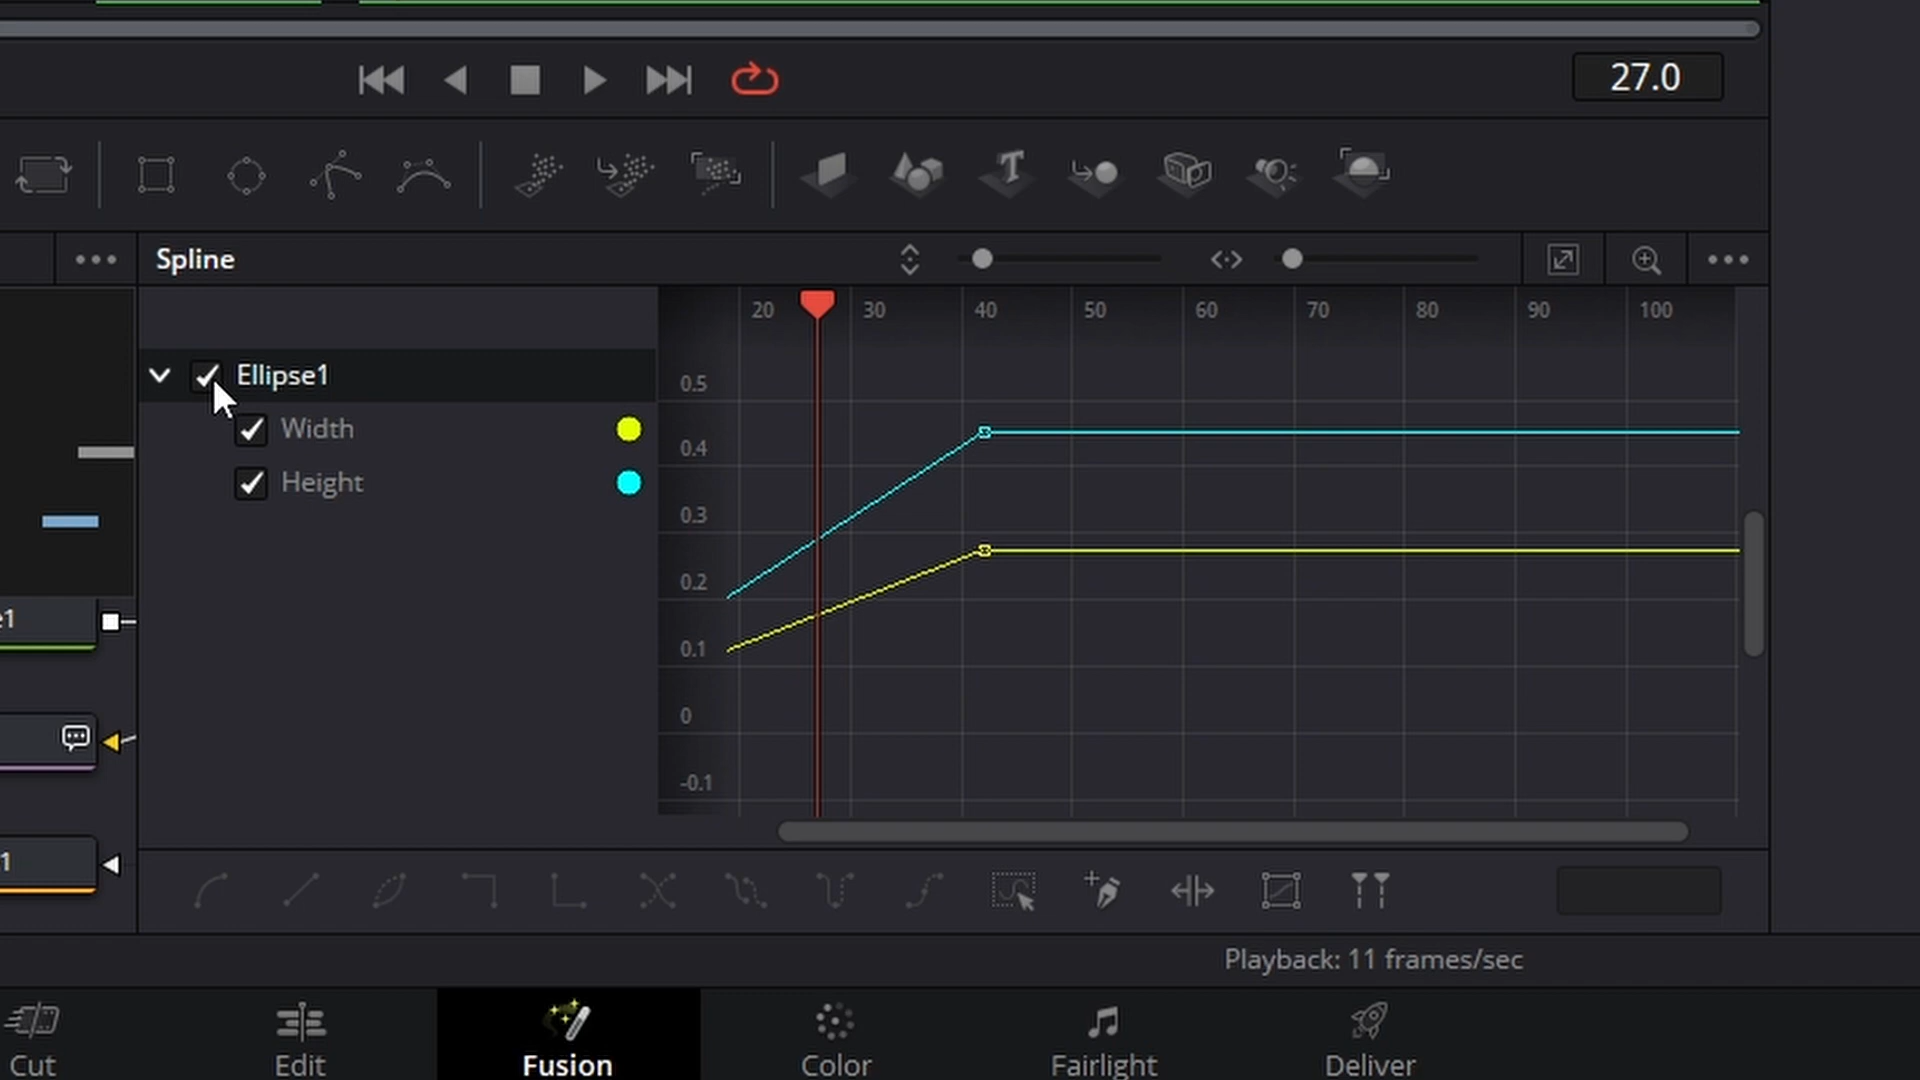 27.0
Spline
20 30 40 50 60 70 80 90 100
Ellipse1
Width
Height
0.5
0.4
0.3
0.2
0.1
0
-0.1
e1
1
Playback: 11 frames/sec
Cut Edit Fusion Color Fairlight Deliver